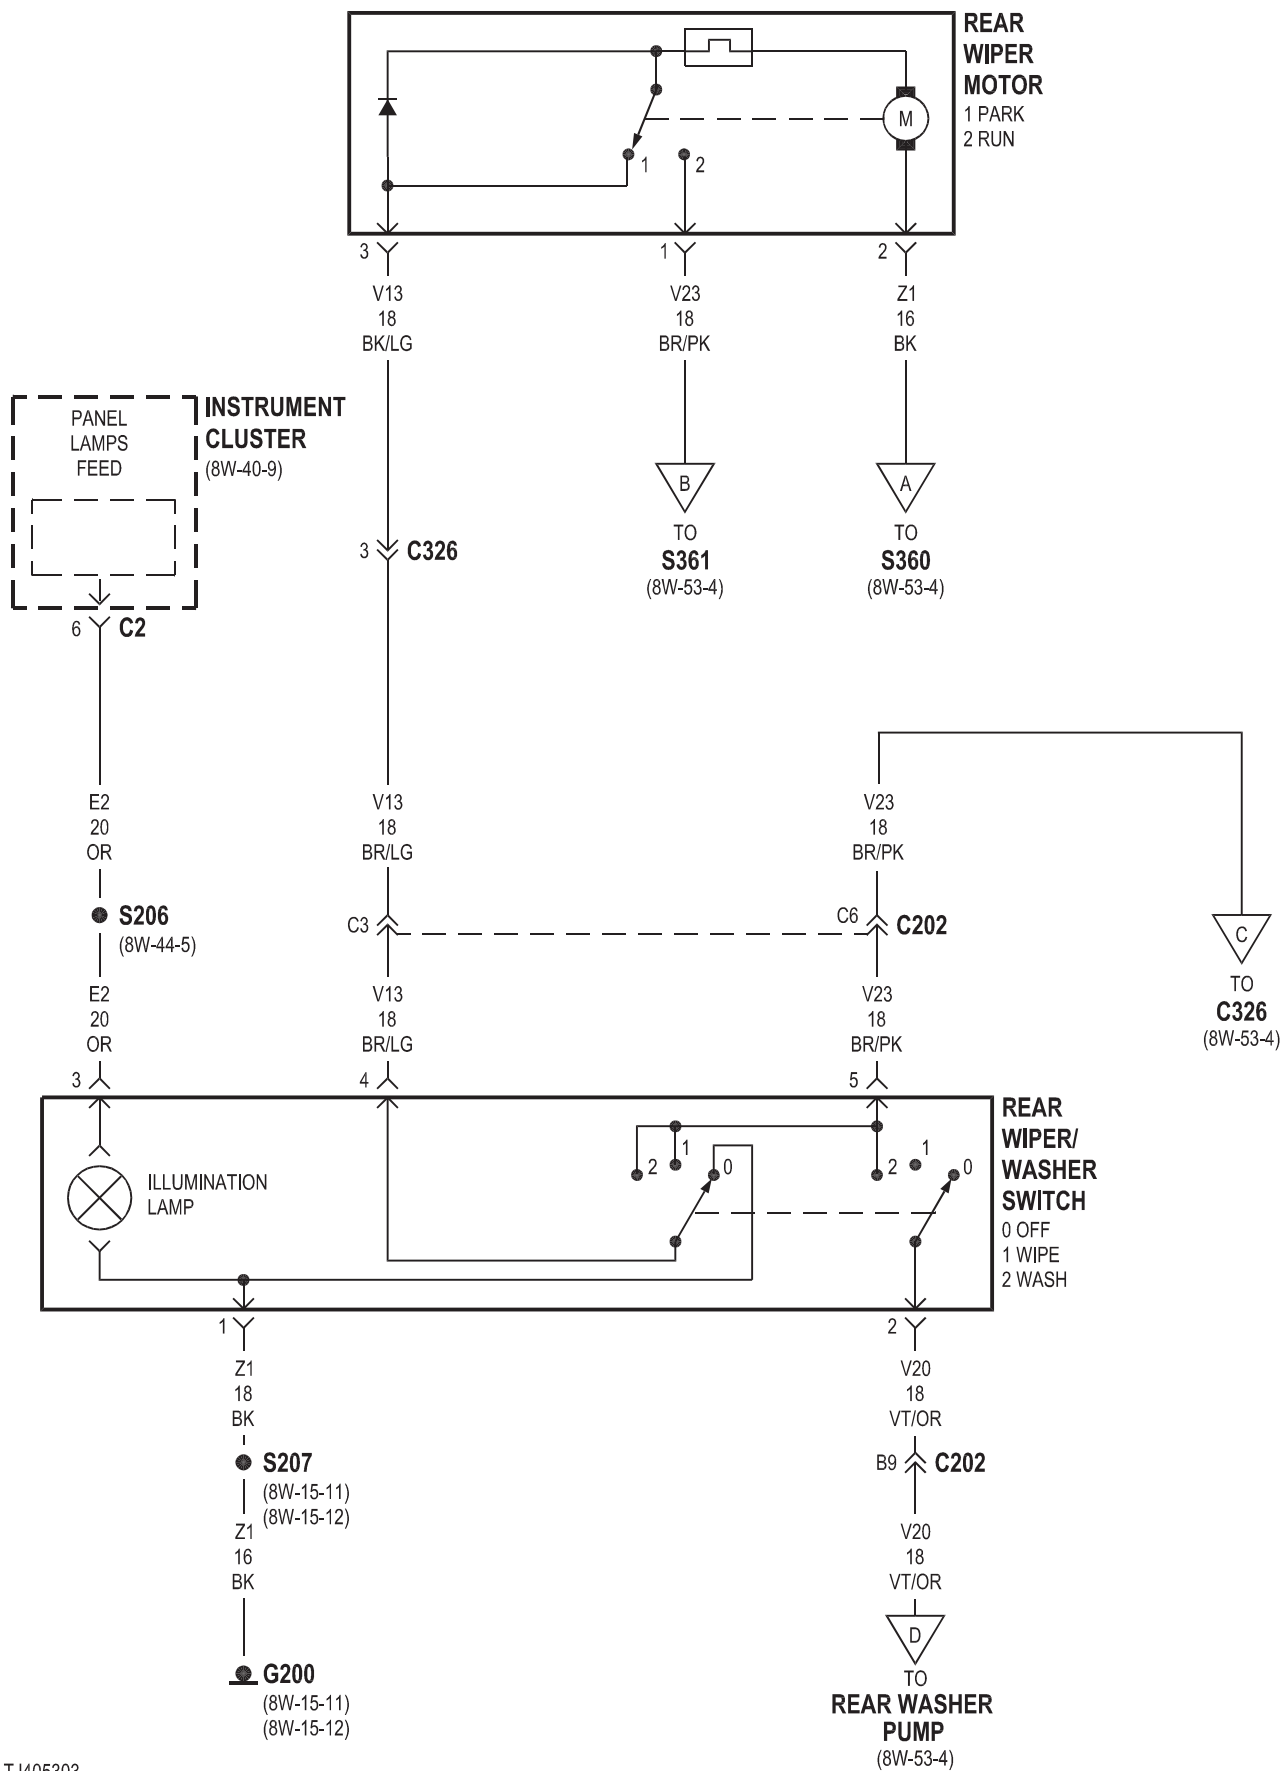 REAR
WIPER
MOTOR
1 PARK
2 RUN
M
1
2
3
1
2
V13
18
BK/LG
V23
18
BR/PK
Z1
16
BK
PANEL
LAMPS
FEED
INSTRUMENT
CLUSTER
(8W-40-9)
B
TO
S361
(8W-53-4)
A
TO
S360
(8W-53-4)
3
C326
6
C2
E2
20
OR
V13
18
BR/LG
V23
18
BR/PK
S206
(8W-44-5)
C3
C6
C202
C
TO
C326
(8W-53-4)
E2
20
OR
V13
18
BR/LG
V23
18
BR/PK
3
4
5
REAR
WIPER/
WASHER
SWITCH
0 OFF
1 WIPE
2 WASH
ILLUMINATION
LAMP
2
1
0
2
1
0
1
2
Z1
18
BK
V20
18
VT/OR
S207
(8W-15-11)
(8W-15-12)
B9
C202
Z1
16
BK
V20
18
VT/OR
G200
(8W-15-11)
(8W-15-12)
D
TO
REAR WASHER
PUMP
(8W-53-4)